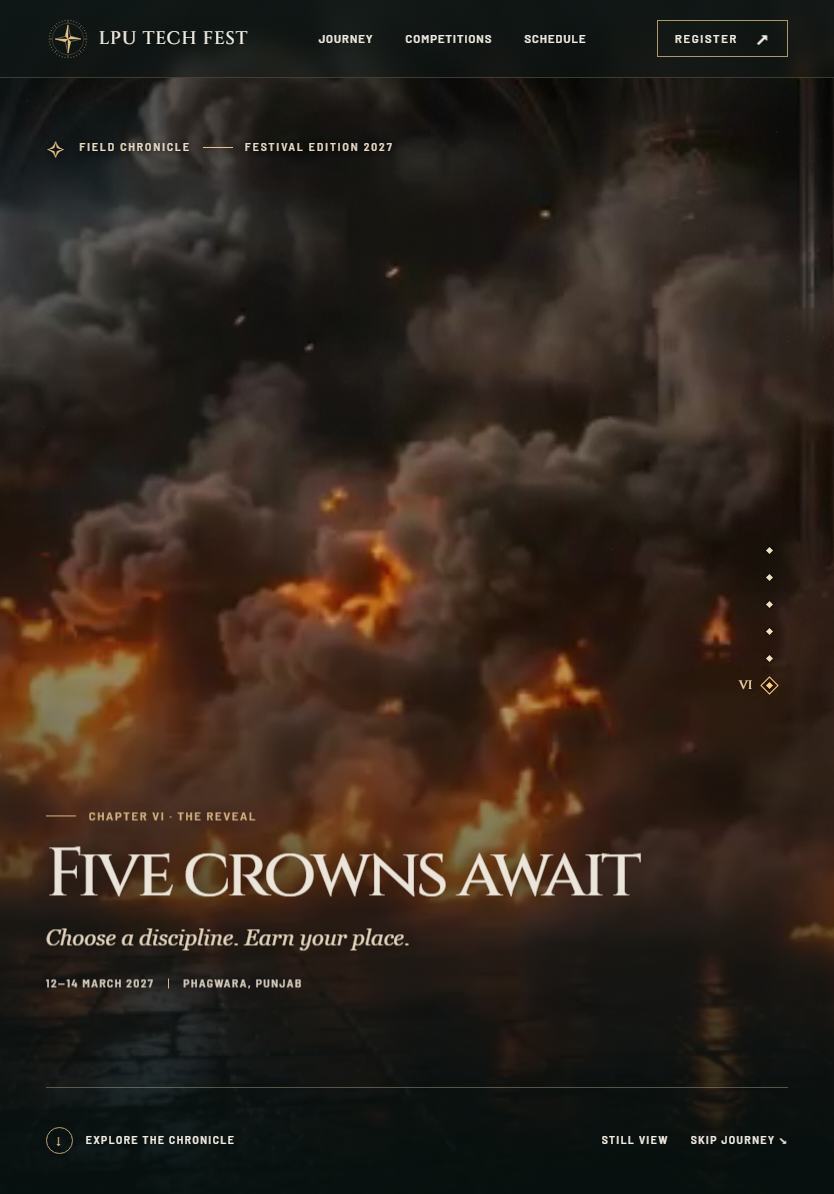 LPU TECH FEST
JOURNEY
COMPETITIONS
SCHEDULE
REGISTER ↗
FIELD CHRONICLE — FESTIVAL EDITION 2027
VI
CHAPTER VI · THE REVEAL
FIVE CROWNS AWAIT
Choose a discipline. Earn your place.
12–14 MARCH 2027 | PHAGWARA, PUNJAB
↓ EXPLORE THE CHRONICLE
STILL VIEW
SKIP JOURNEY ↘